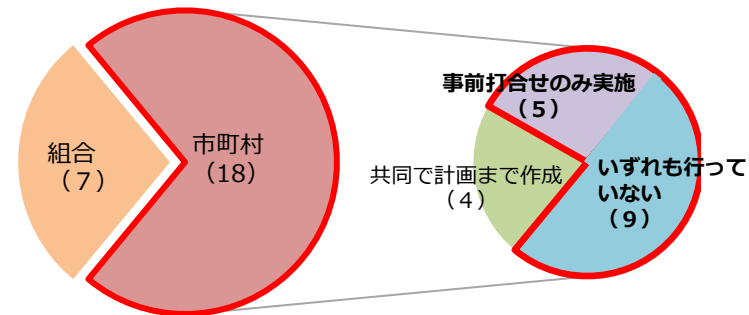 組合
(7)
市町村
(18)
事前打合せのみ実施
(5)
共同で計画まで作成
(4)
いずれも行って
いない
(9)